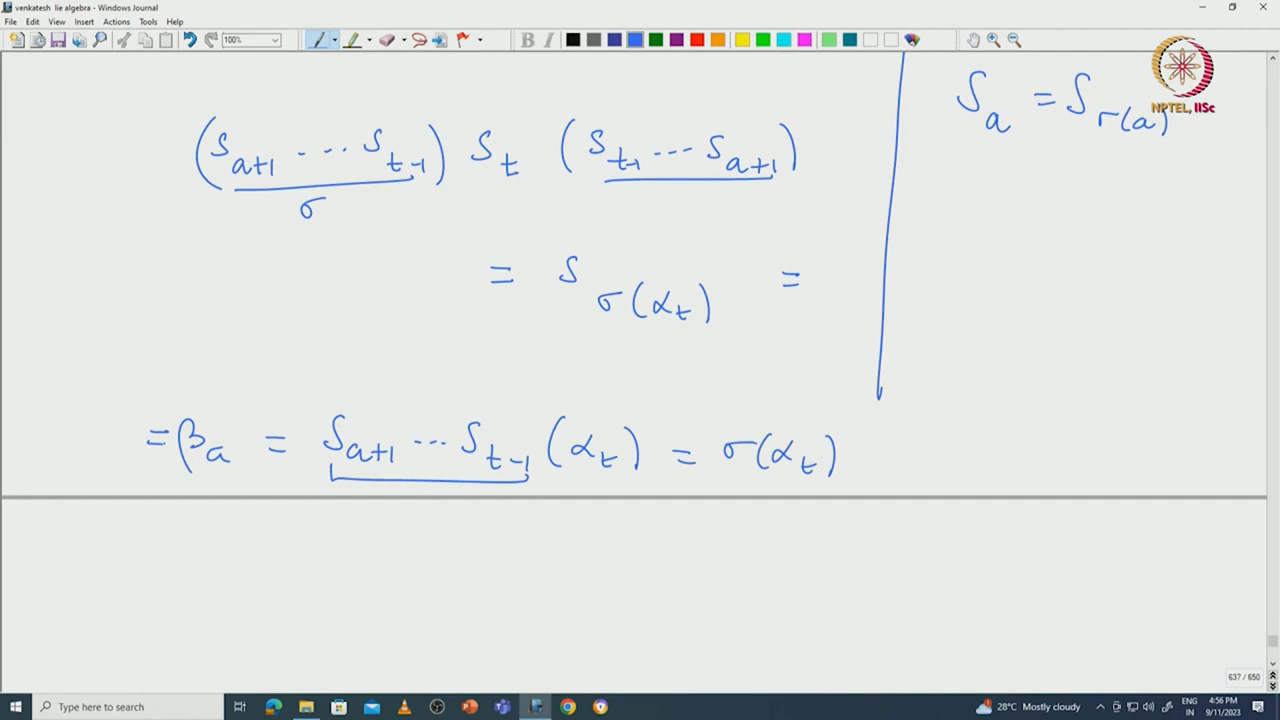 venkatesh lie algebra - Windows Journal
File Edit View Insert Actions Tools Help
100%
B I
NPTEL, IISc
S_a = S_{σ(a)}
(S_{a+1} ... S_{t-1}) S_t (S_{t-1} --- S_{a+1})
σ
= S_{σ(α_t)} =
= β_a = S_{a+1} ... S_{t-1} (α_t) = σ(α_t)
637 / 650
Type here to search
28°C Mostly cloudy
ENG
IN
4:56 PM
9/11/2023